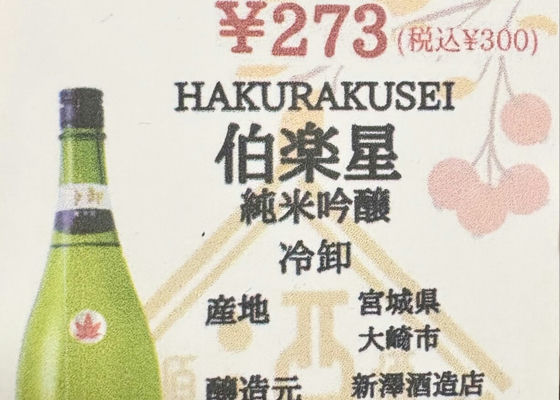 ¥273(税込¥300)
HAKURAKUSEI
伯楽星
純米吟醸
冷卸
産地 宮城県
大崎市
醸造元 新澤酒造店